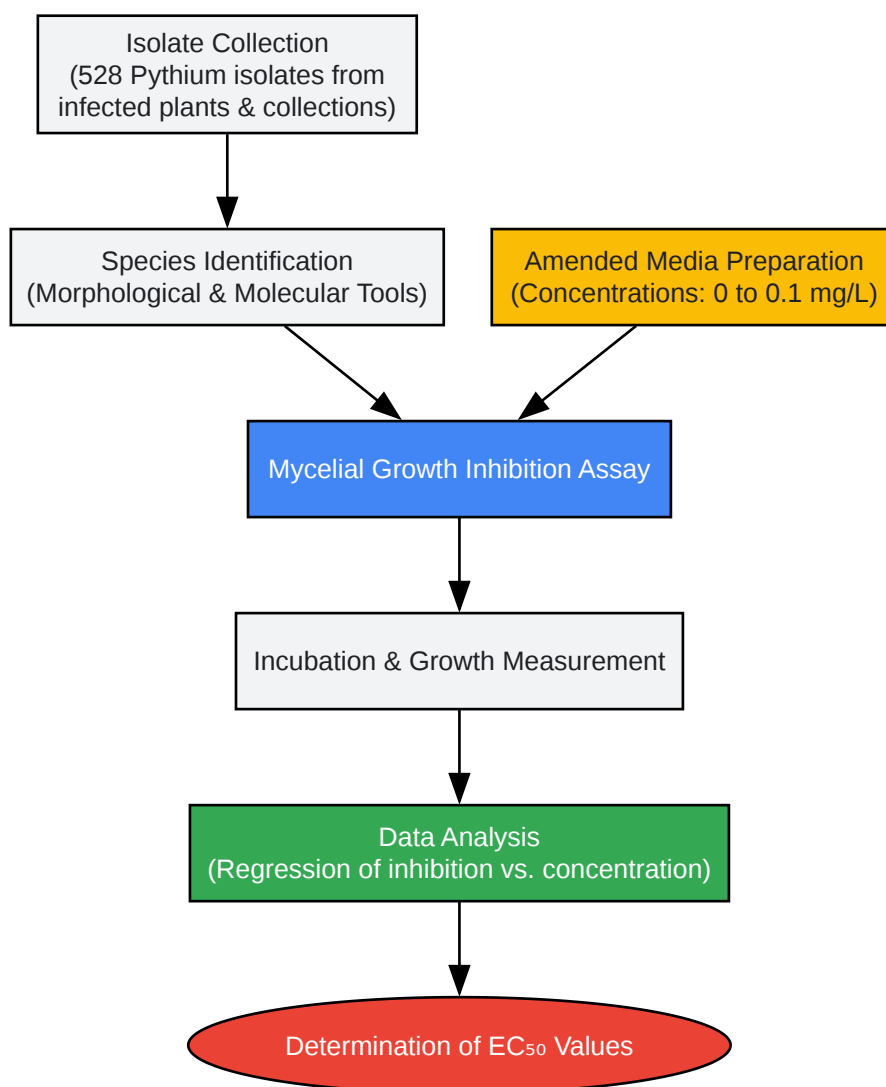 Isolate Collection
(528 Pythium isolates from
infected plants & collections)
Species Identification
(Morphological & Molecular Tools)
Amended Media Preparation
(Concentrations: 0 to 0.1 mg/L)
Mycelial Growth Inhibition Assay
Incubation & Growth Measurement
Data Analysis
(Regression of inhibition vs. concentration)
Determination of EC₅₀ Values